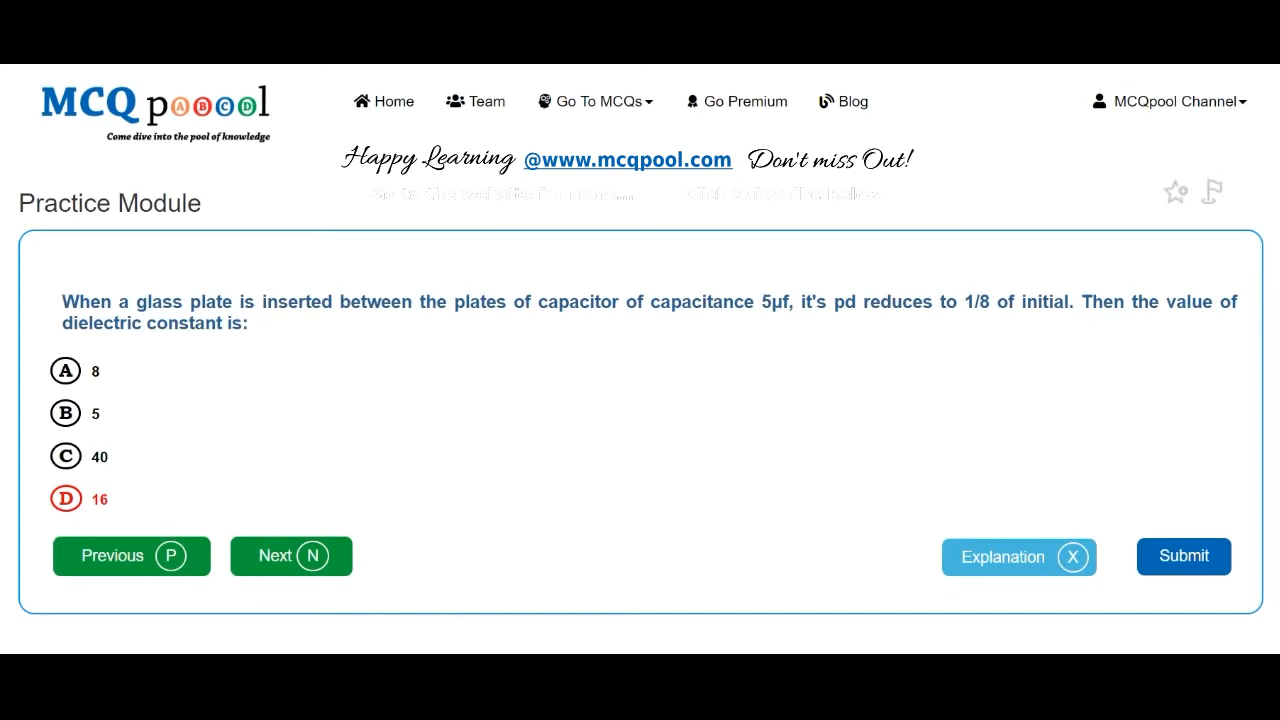 MCQ pooool
Come dive into the pool of knowledge
Home Team Go To MCQs Go Premium Blog MCQpool Channel
Happy Learning @www.mcqpool.com Don't miss Out!
Practice Module
When a glass plate is inserted between the plates of capacitor of capacitance 5μf, it's pd reduces to 1/8 of initial. Then the value of
dielectric constant is:
A 8
B 5
C 40
D 16
Previous P Next N Explanation X Submit